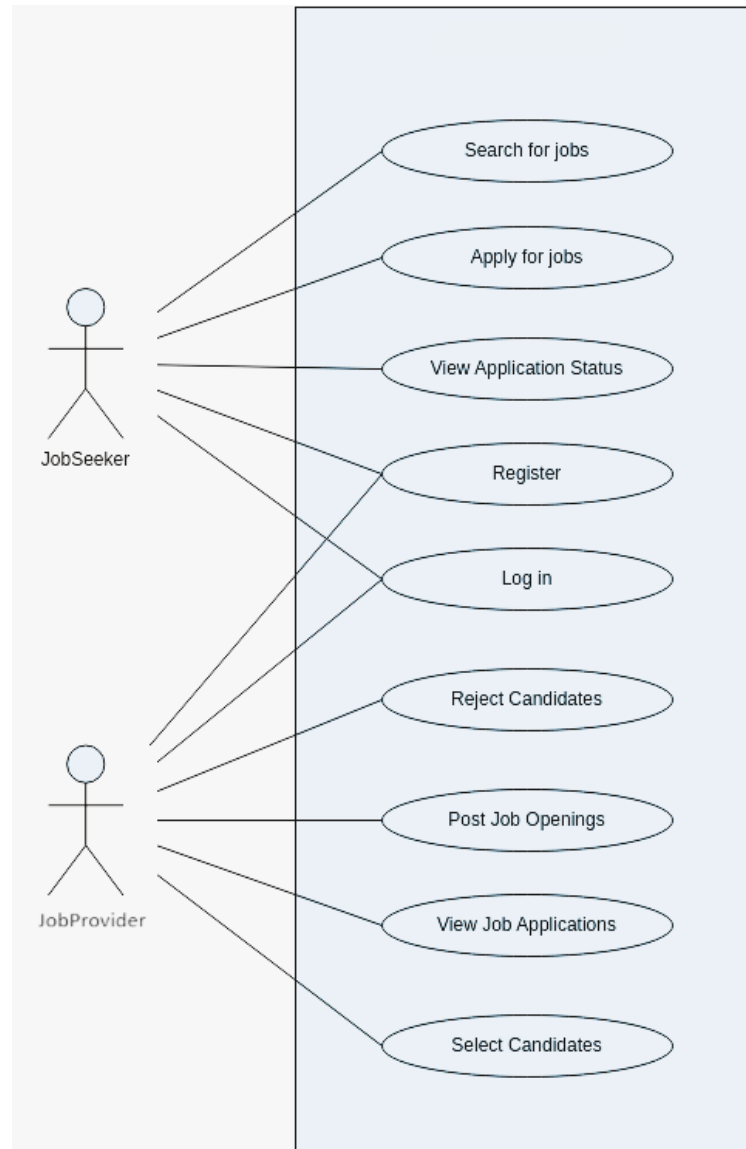 Search for jobs
Apply for jobs
View Application Status
JobSeeker
Register
Log in
Reject Candidates
Post Job Openings
JobProvider
View Job Applications
Select Candidates